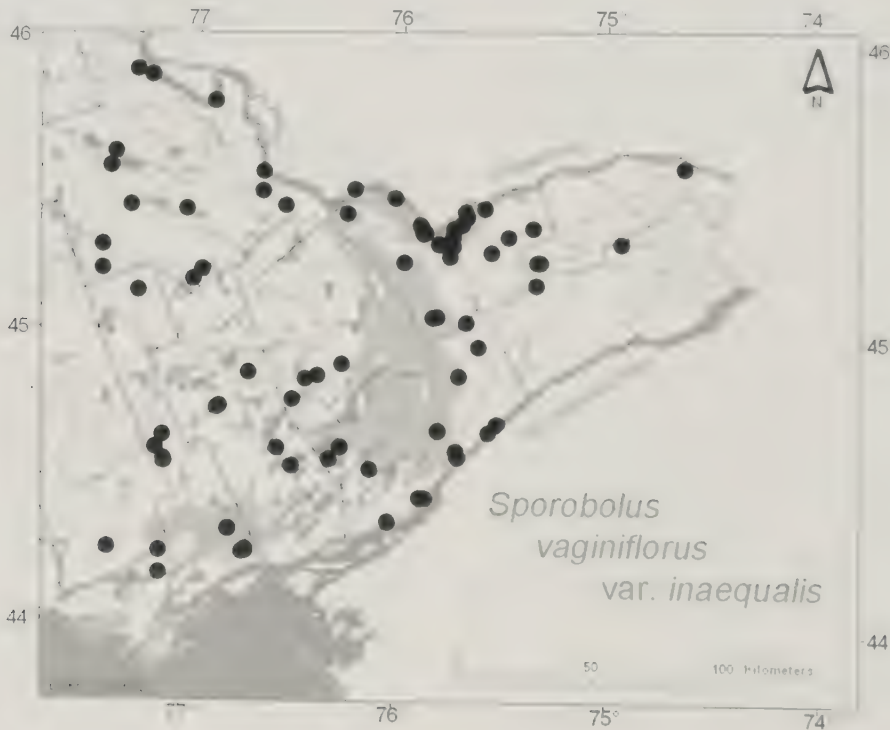 77 76 75 74
46 46
N
45 45
Sporobolus
vaginiflorus
var. inaequalis
44 44
50 100 Kilometers
77 76 75° 74